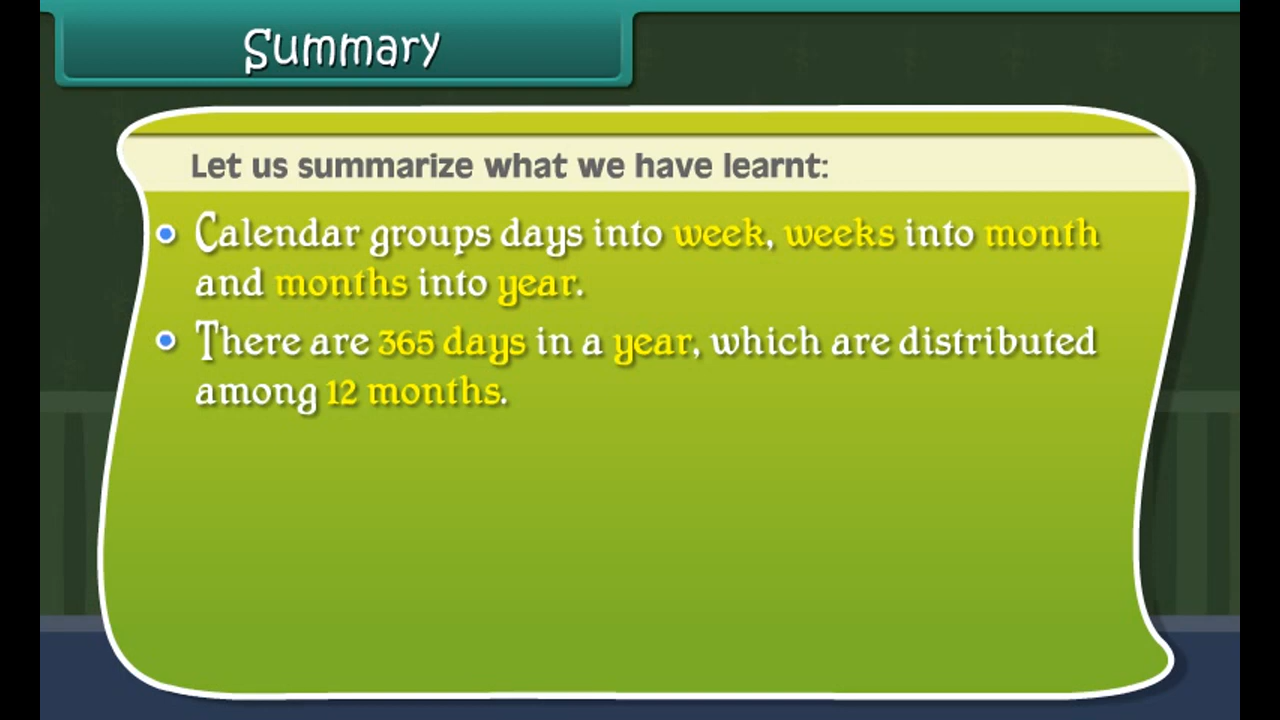 Summary
Let us summarize what we have learnt:
Calendar groups days into week, weeks into month
and months into year.
There are 365 days in a year, which are distributed
among 12 months.